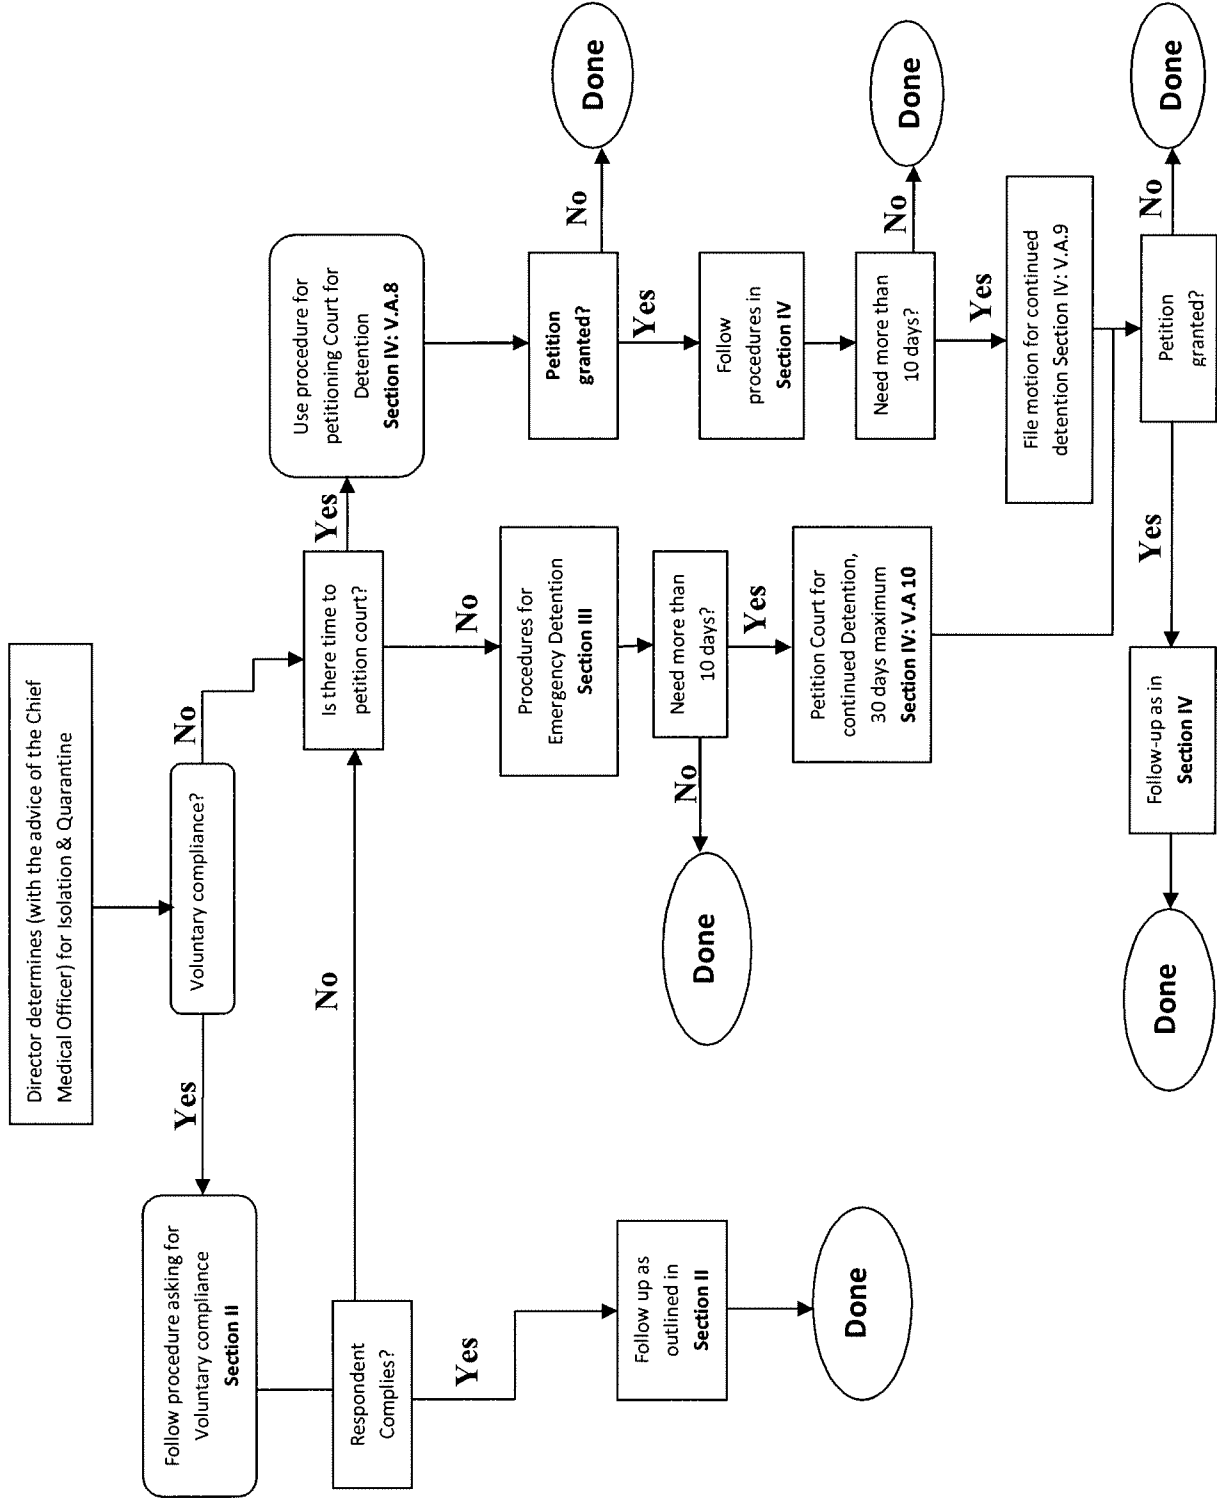 Director determines (with the advice of the Chief
Medical Officer) for Isolation & Quarantine
Voluntary compliance?
Yes
No
Follow procedure asking for
Voluntary compliance
Section II
Respondent
Complies?
No
Yes
Follow up as
outlined in
Section II
Done
Is there time to
petition court?
Yes
No
Use procedure for
petitioning Court for
Detention
Section IV: V.A.8
Procedures for
Emergency Detention
Section III
Need more than
10 days?
No
Done
Yes
Petition Court for
continued Detention,
30 days maximum
Section IV: V.A 10
Petition
granted?
No
Done
Yes
Follow
procedures in
Section IV
Need more than
10 days?
No
Done
Yes
File motion for continued
detention Section IV: V.A.9
Petition
granted?
No
Done
Yes
Follow-up as in
Section IV
Done